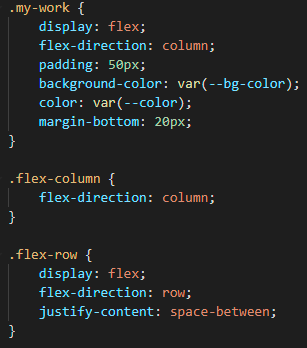 .my-work {
    display: flex;
    flex-direction: column;
    padding: 50px;
    background-color: var(--bg-color);
    color: var(--color);
    margin-bottom: 20px;
}

.flex-column {
    flex-direction: column;
}

.flex-row {
    display: flex;
    flex-direction: row;
    justify-content: space-between;
}